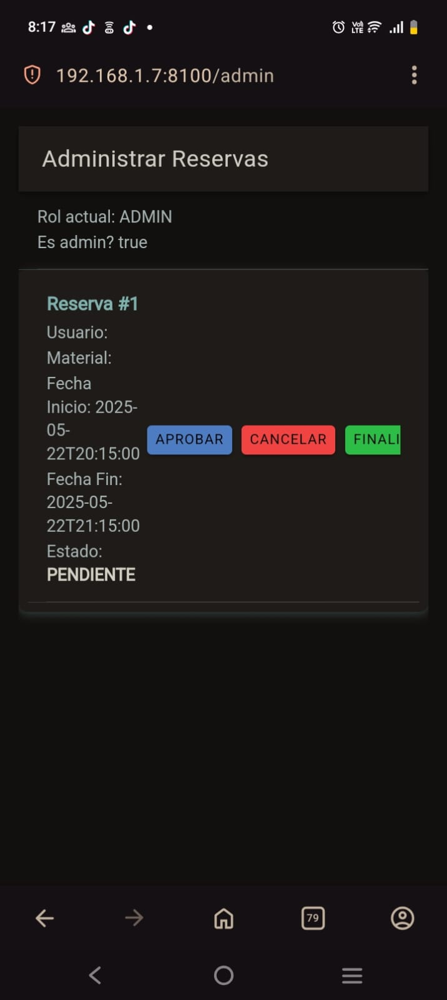 8:17
Vo) LTE
192.168.1.7:8100/admin
Administrar Reservas
Rol actual: ADMIN
Es admin? true
Reserva #1
Usuario:
Material:
Fecha
Inicio: 2025-
05-
22T20:15:00
Fecha Fin:
2025-05-
22T21:15:00
Estado:
PENDIENTE
APROBAR CANCELAR FINALI
79